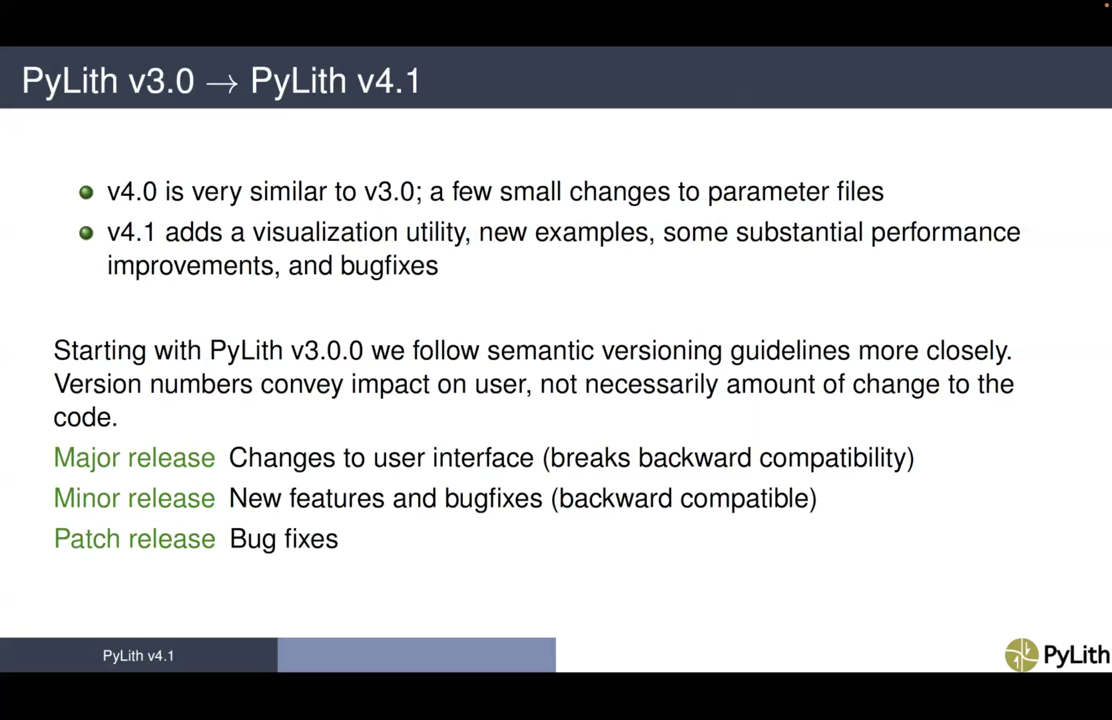 PyLith v3.0 → PyLith v4.1
v4.0 is very similar to v3.0; a few small changes to parameter files
v4.1 adds a visualization utility, new examples, some substantial performance
improvements, and bugfixes
Starting with PyLith v3.0.0 we follow semantic versioning guidelines more closely.
Version numbers convey impact on user, not necessarily amount of change to the
code.
Major release Changes to user interface (breaks backward compatibility)
Minor release New features and bugfixes (backward compatible)
Patch release Bug fixes
PyLith v4.1
PyLith